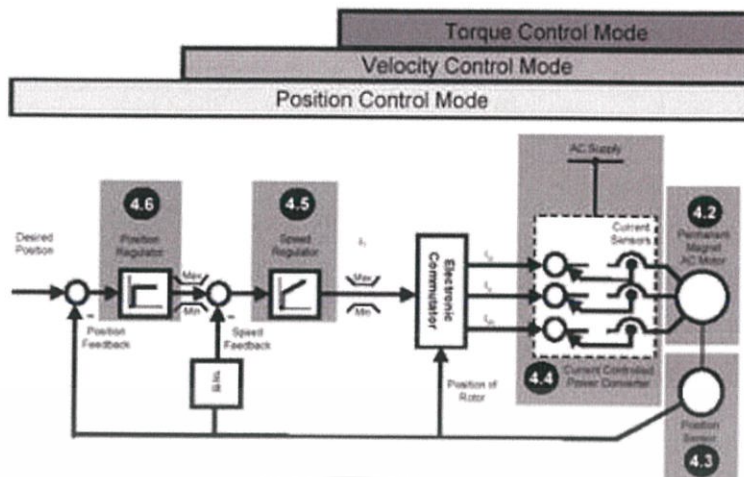 Torque Control Mode
Velocity Control Mode
Position Control Mode
AC Supply
4.6
4.5
4.2
Desired
Position
Position
Regulator
Speed
Regulator
Current
Sensors
Permanent
Magnet
AC Motor
Max
Min
Max
Min
Electronic
Commutator
Position
Feedback
Speed
Feedback
Position of
Rotor
4.4
Current Controlled
Power Converter
Position
Sensor
4.3